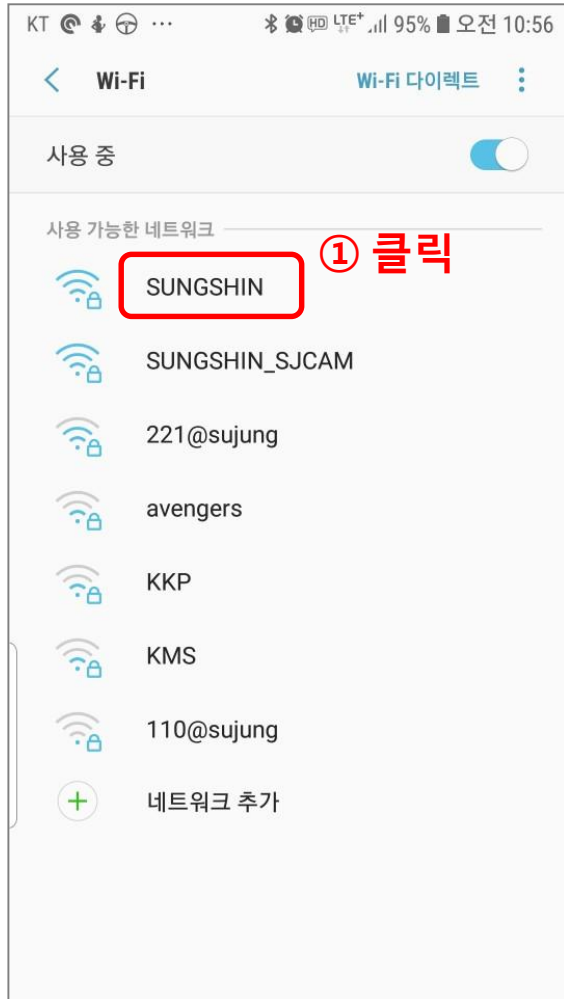 KT ... HD LTE+ 95% 오전 10:56
Wi-Fi Wi-Fi 다이렉트
사용 중
사용 가능한 네트워크
① 클릭
SUNGSHIN
SUNGSHIN_SJCAM
221@sujung
avengers
KKP
KMS
110@sujung
네트워크 추가